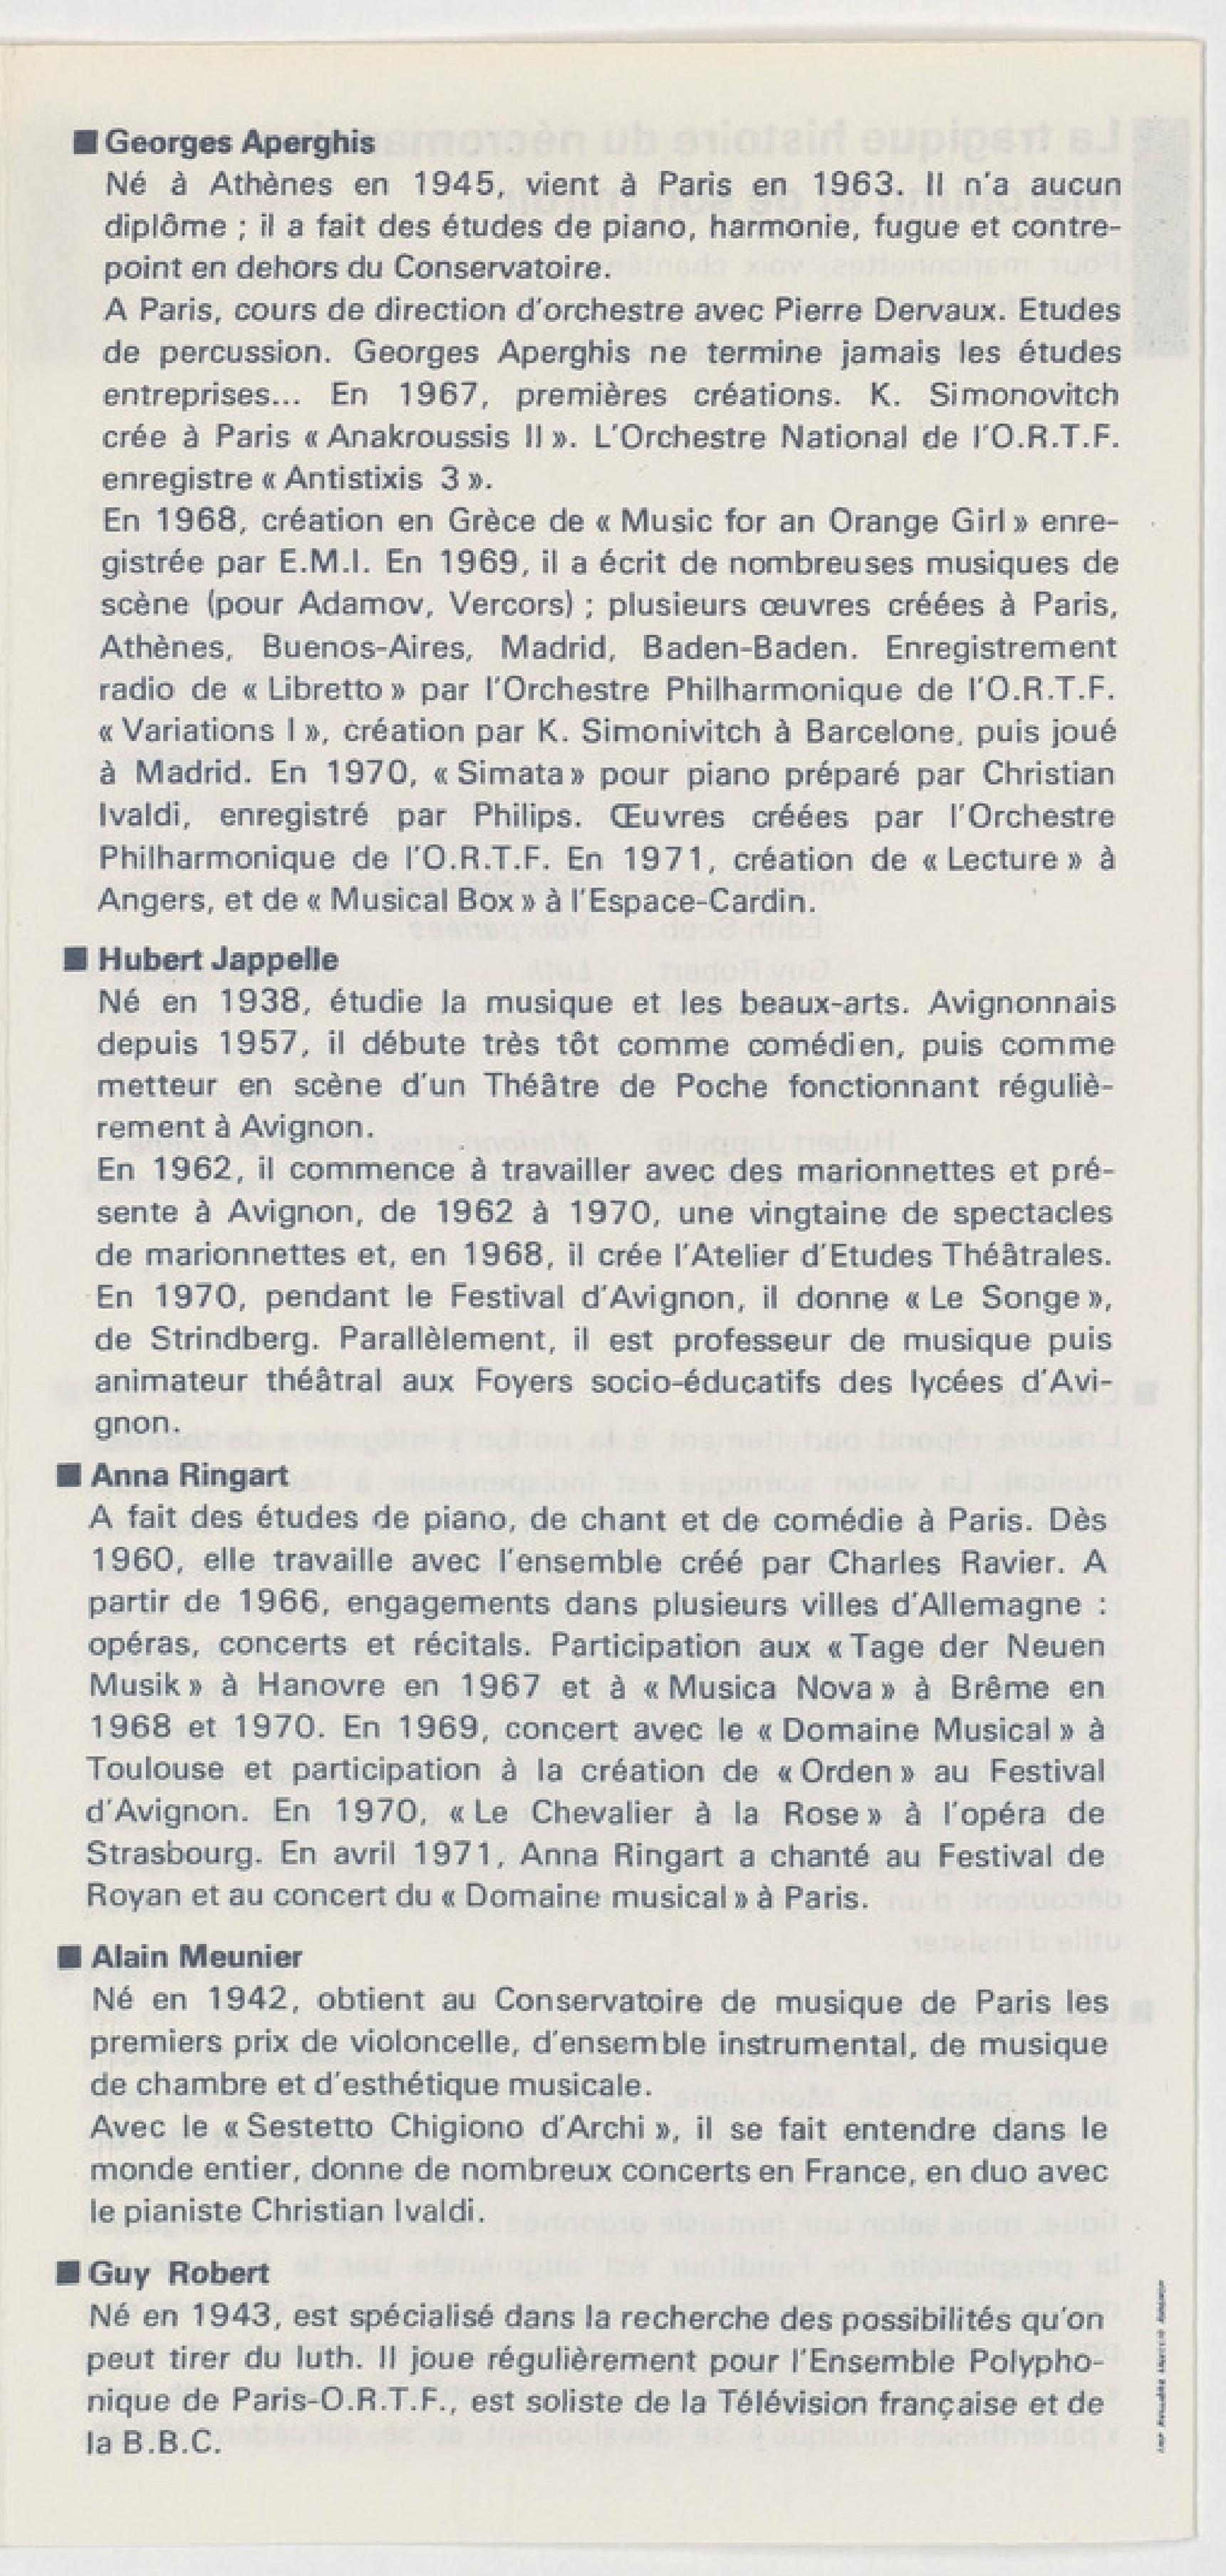 ■ Georges Aperghis
Né à Athènes en 1945, vient à Paris en 1963. Il n'a aucun
diplôme ; il a fait des études de piano, harmonie, fugue et contre-
point en dehors du Conservatoire.
A Paris, cours de direction d'orchestre avec Pierre Dervaux. Etudes
de percussion. Georges Aperghis ne termine jamais les études
entreprises... En 1967, premières créations. K. Simonovitch
crée à Paris « Anakroussis II ». L'Orchestre National de l'O.R.T.F.
enregistre « Antistixis 3 ».
En 1968, création en Grèce de « Music for an Orange Girl » enre-
gistrée par E.M.I. En 1969, il a écrit de nombreuses musiques de
scène (pour Adamov, Vercors) ; plusieurs œuvres créées à Paris,
Athènes, Buenos-Aires, Madrid, Baden-Baden. Enregistrement
radio de « Libretto » par l'Orchestre Philharmonique de l'O.R.T.F.
« Variations I », création par K. Simonivitch à Barcelone, puis joué
à Madrid. En 1970, « Simata » pour piano préparé par Christian
Ivaldi, enregistré par Philips. Œuvres créées par l'Orchestre
Philharmonique de l'O.R.T.F. En 1971, création de « Lecture » à
Angers, et de « Musical Box » à l'Espace-Cardin.
■ Hubert Jappelle
Né en 1938, étudie la musique et les beaux-arts. Avignonnais
depuis 1957, il débute très tôt comme comédien, puis comme
metteur en scène d'un Théâtre de Poche fonctionnant réguliè-
rement à Avignon.
En 1962, il commence à travailler avec des marionnettes et pré-
sente à Avignon, de 1962 à 1970, une vingtaine de spectacles
de marionnettes et, en 1968, il crée l'Atelier d'Etudes Théâtrales.
En 1970, pendant le Festival d'Avignon, il donne « Le Songe »,
de Strindberg. Parallèlement, il est professeur de musique puis
animateur théâtral aux Foyers socio-éducatifs des lycées d'Avi-
gnon.
■ Anna Ringart
A fait des études de piano, de chant et de comédie à Paris. Dès
1960, elle travaille avec l'ensemble créé par Charles Ravier. A
partir de 1966, engagements dans plusieurs villes d'Allemagne :
opéras, concerts et récitals. Participation aux « Tage der Neuen
Musik » à Hanovre en 1967 et à « Musica Nova » à Brême en
1968 et 1970. En 1969, concert avec le « Domaine Musical » à
Toulouse et participation à la création de « Orden » au Festival
d'Avignon. En 1970, « Le Chevalier à la Rose » à l'opéra de
Strasbourg. En avril 1971, Anna Ringart a chanté au Festival de
Royan et au concert du « Domaine musical » à Paris.
■ Alain Meunier
Né en 1942, obtient au Conservatoire de musique de Paris les
premiers prix de violoncelle, d'ensemble instrumental, de musique
de chambre et d'esthétique musicale.
Avec le « Sestetto Chigiono d'Archi », il se fait entendre dans le
monde entier, donne de nombreux concerts en France, en duo avec
le pianiste Christian Ivaldi.
■ Guy Robert
Né en 1943, est spécialisé dans la recherche des possibilités qu'on
peut tirer du luth. Il joue régulièrement pour l'Ensemble Polypho-
nique de Paris-O.R.T.F., est soliste de la Télévision française et de
la B.B.C.